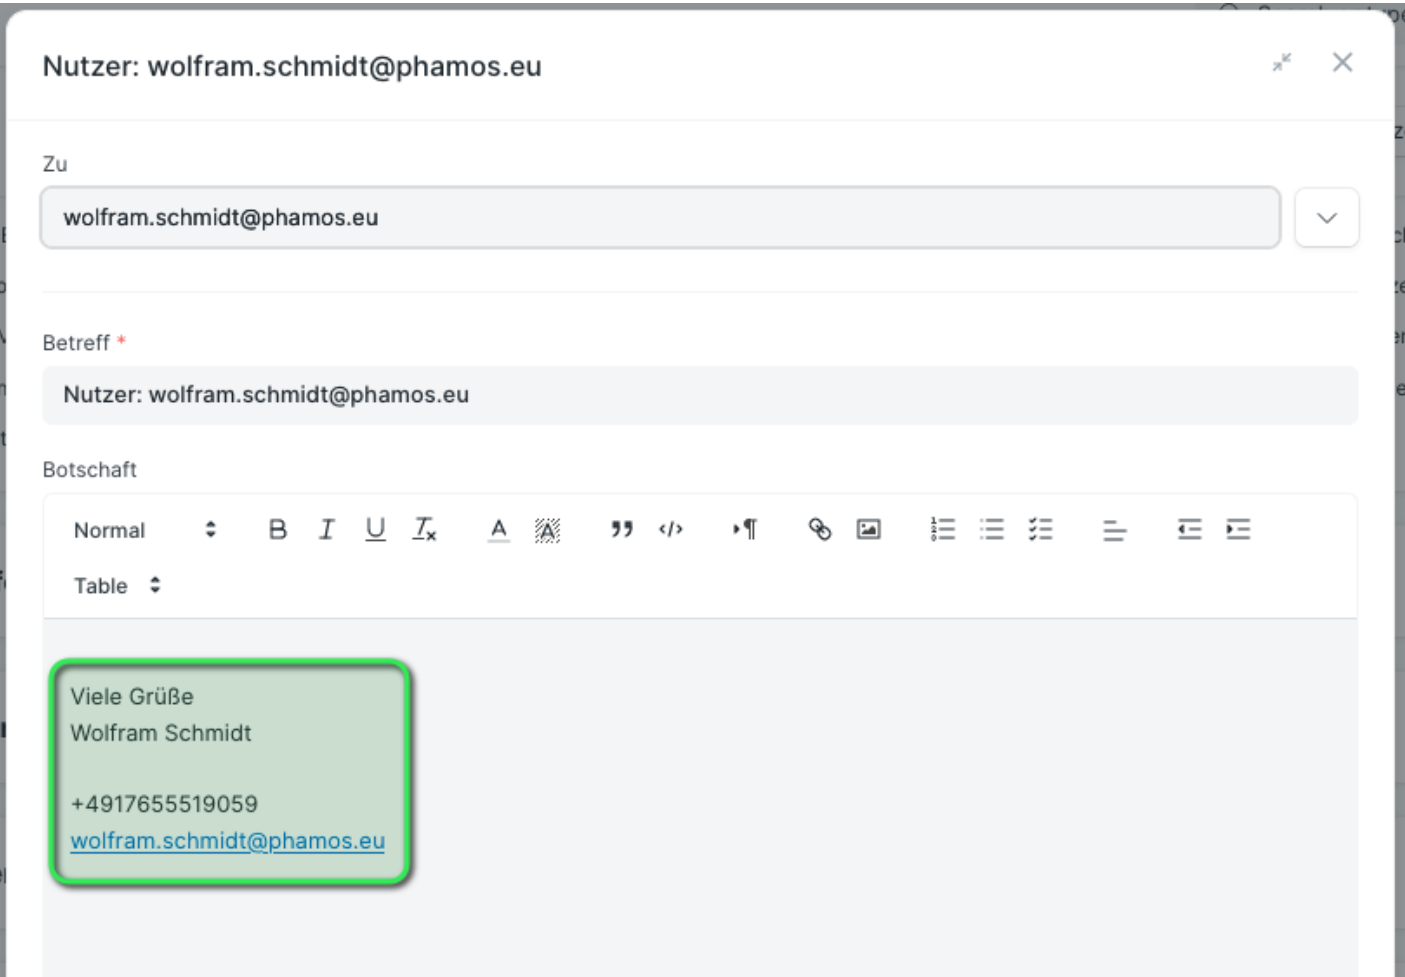 Nutzer: wolfram.schmidt@phamos.eu
Zu
wolfram.schmidt@phamos.eu
Betreff *
Nutzer: wolfram.schmidt@phamos.eu
Botschaft
Normal
Table
Viele Grüße
Wolfram Schmidt
+4917655519059
wolfram.schmidt@phamos.eu